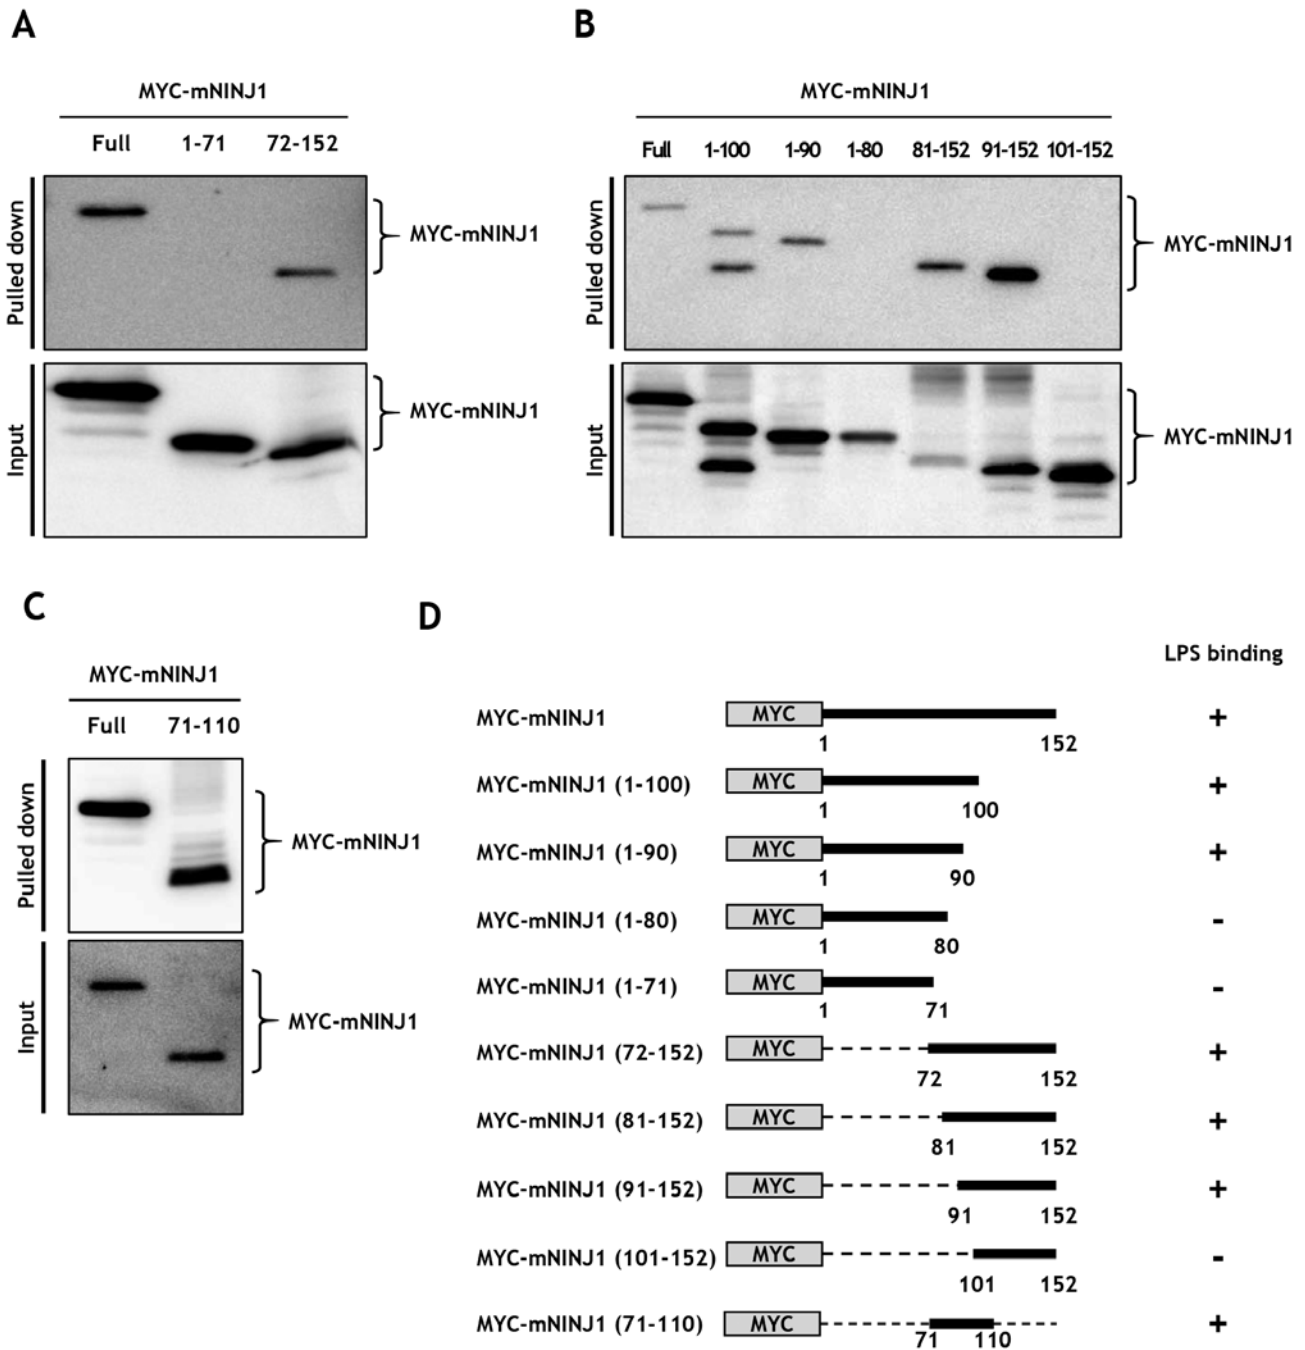 A
MYC-mNINJ1
Full 1-71 72-152
Pulled down
MYC-mNINJ1
Input
MYC-mNINJ1
B
MYC-mNINJ1
Full 1-100 1-90 1-80 81-152 91-152 101-152
Pulled down
MYC-mNINJ1
Input
MYC-mNINJ1
C
MYC-mNINJ1
Full 71-110
Pulled down
MYC-mNINJ1
Input
MYC-mNINJ1
D
LPS binding
MYC-mNINJ1 MYC +
1 152
MYC-mNINJ1 (1-100) MYC +
1 100
MYC-mNINJ1 (1-90) MYC +
1 90
MYC-mNINJ1 (1-80) MYC -
1 80
MYC-mNINJ1 (1-71) MYC -
1 71
MYC-mNINJ1 (72-152) MYC +
72 152
MYC-mNINJ1 (81-152) MYC +
81 152
MYC-mNINJ1 (91-152) MYC +
91 152
MYC-mNINJ1 (101-152) MYC -
101 152
MYC-mNINJ1 (71-110) MYC +
71 110